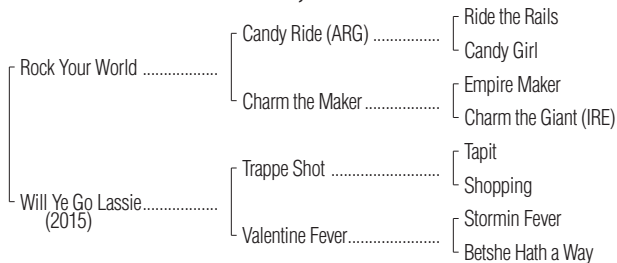 Ride the Rails
Candy Ride (ARG) ................
Candy Girl
Rock Your World ..................
Empire Maker
Charm the Maker ..................
Charm the Giant (IRE)
Tapit
Trappe Shot ..........................
Shopping
Will Ye Go Lassie..................
(2015)
Stormin Fever
Valentine Fever......................
Betshe Hath a Way